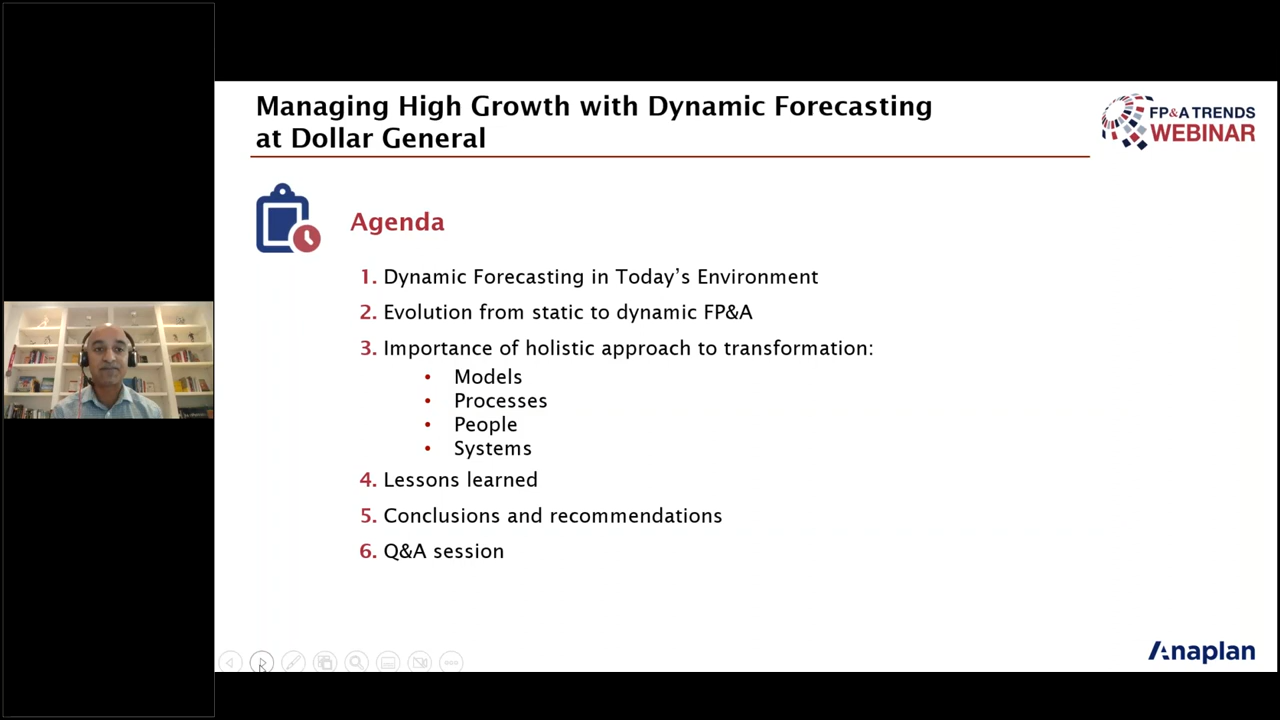 Managing High Growth with Dynamic Forecasting
at Dollar General
FP&A TRENDS
WEBINAR
Agenda
1. Dynamic Forecasting in Today's Environment
2. Evolution from static to dynamic FP&A
3. Importance of holistic approach to transformation:
• Models
• Processes
• People
• Systems
4. Lessons learned
5. Conclusions and recommendations
6. Q&A session
Anaplan